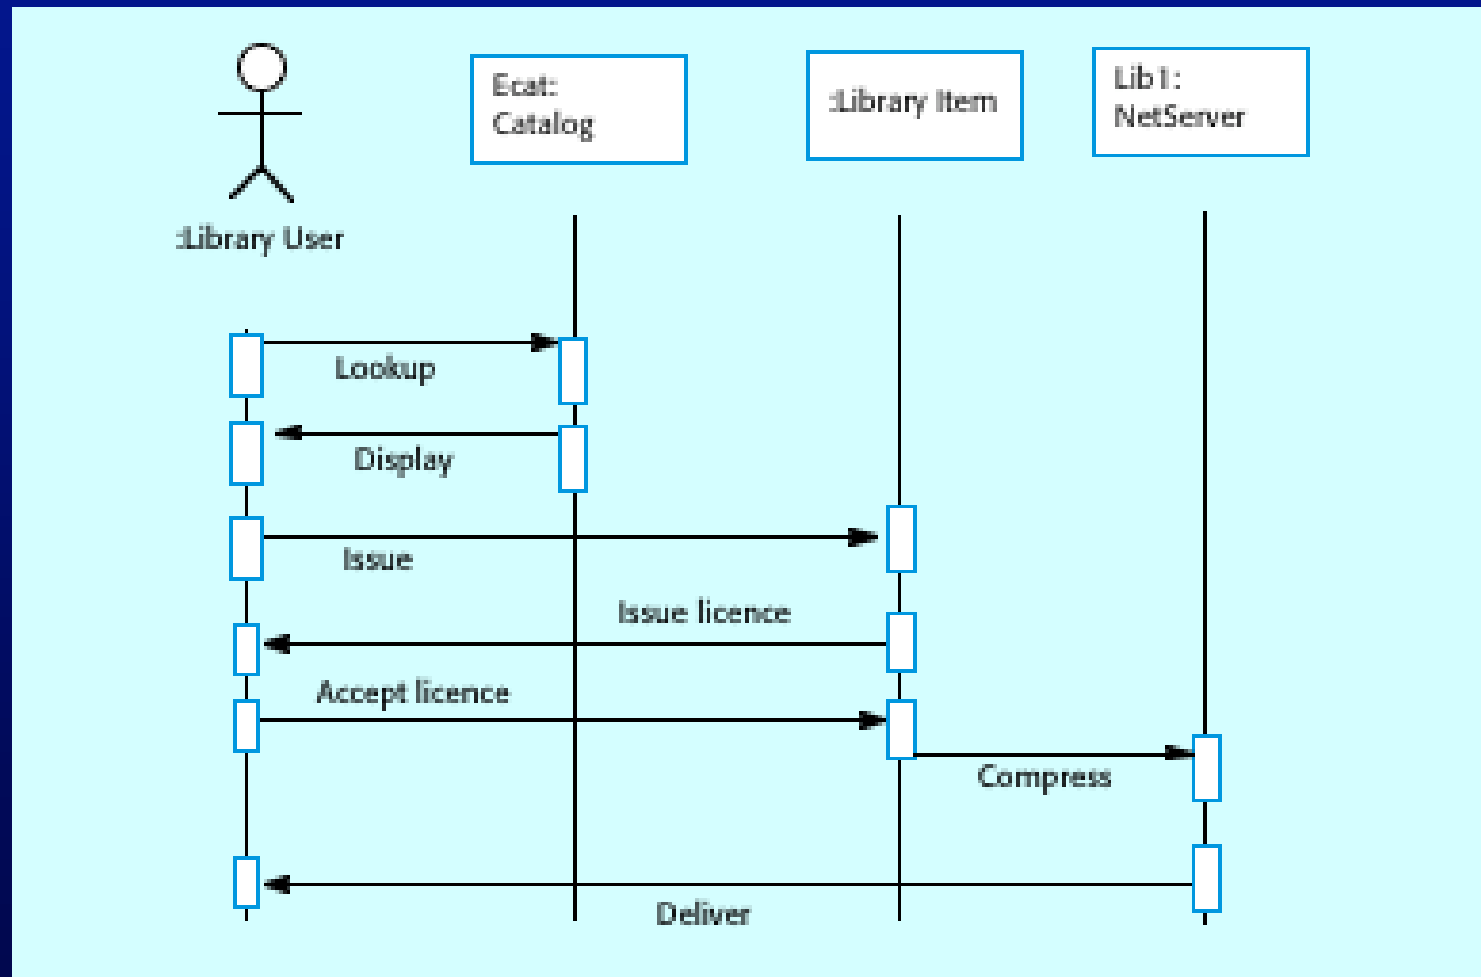 Ecat:
Catalog
:Library Item
Lib1:
NetServer
:Library User
Lookup
Display
Issue
Issue licence
Accept licence
Compress
Deliver